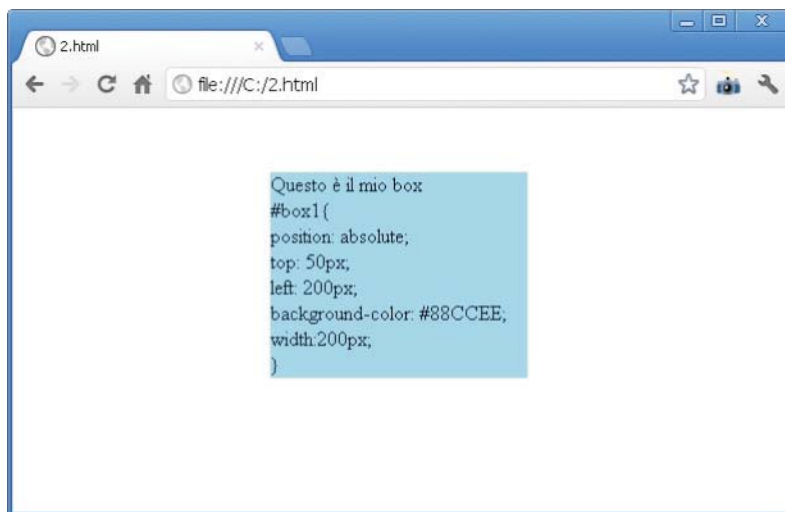 2.html
file:///C:/2.html
Questo è il mio box
#box1{
position: absolute;
top: 50px;
left: 200px;
background-color: #88CCEE;
width:200px;
}